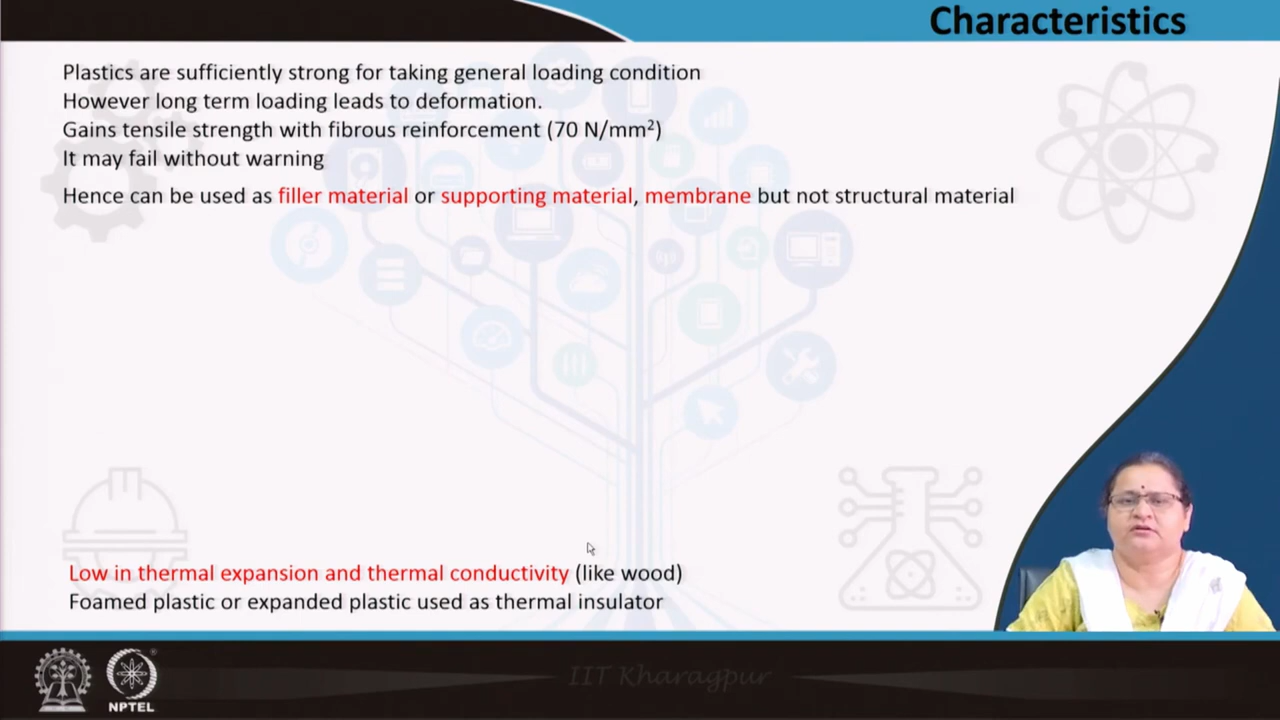 Characteristics
Plastics are sufficiently strong for taking general loading condition
However long term loading leads to deformation.
Gains tensile strength with fibrous reinforcement (70 N/mm²)
It may fail without warning
Hence can be used as filler material or supporting material, membrane but not structural material
Low in thermal expansion and thermal conductivity (like wood)
Foamed plastic or expanded plastic used as thermal insulator
IIT Kharagpur
NPTEL